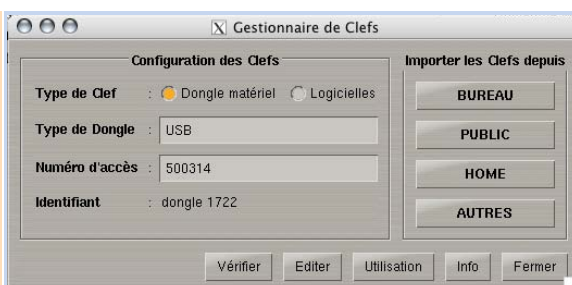 Gestionnaire de Clefs
Configuration des Clefs
Type de Clef : Dongle matériel Logicielles
Type de Dongle : USB
Numéro d'accès : 500314
Identifiant : dongle 1722
Importer les Clefs depuis
BUREAU
PUBLIC
HOME
AUTRES
Vérifier Editer Utilisation Info Fermer